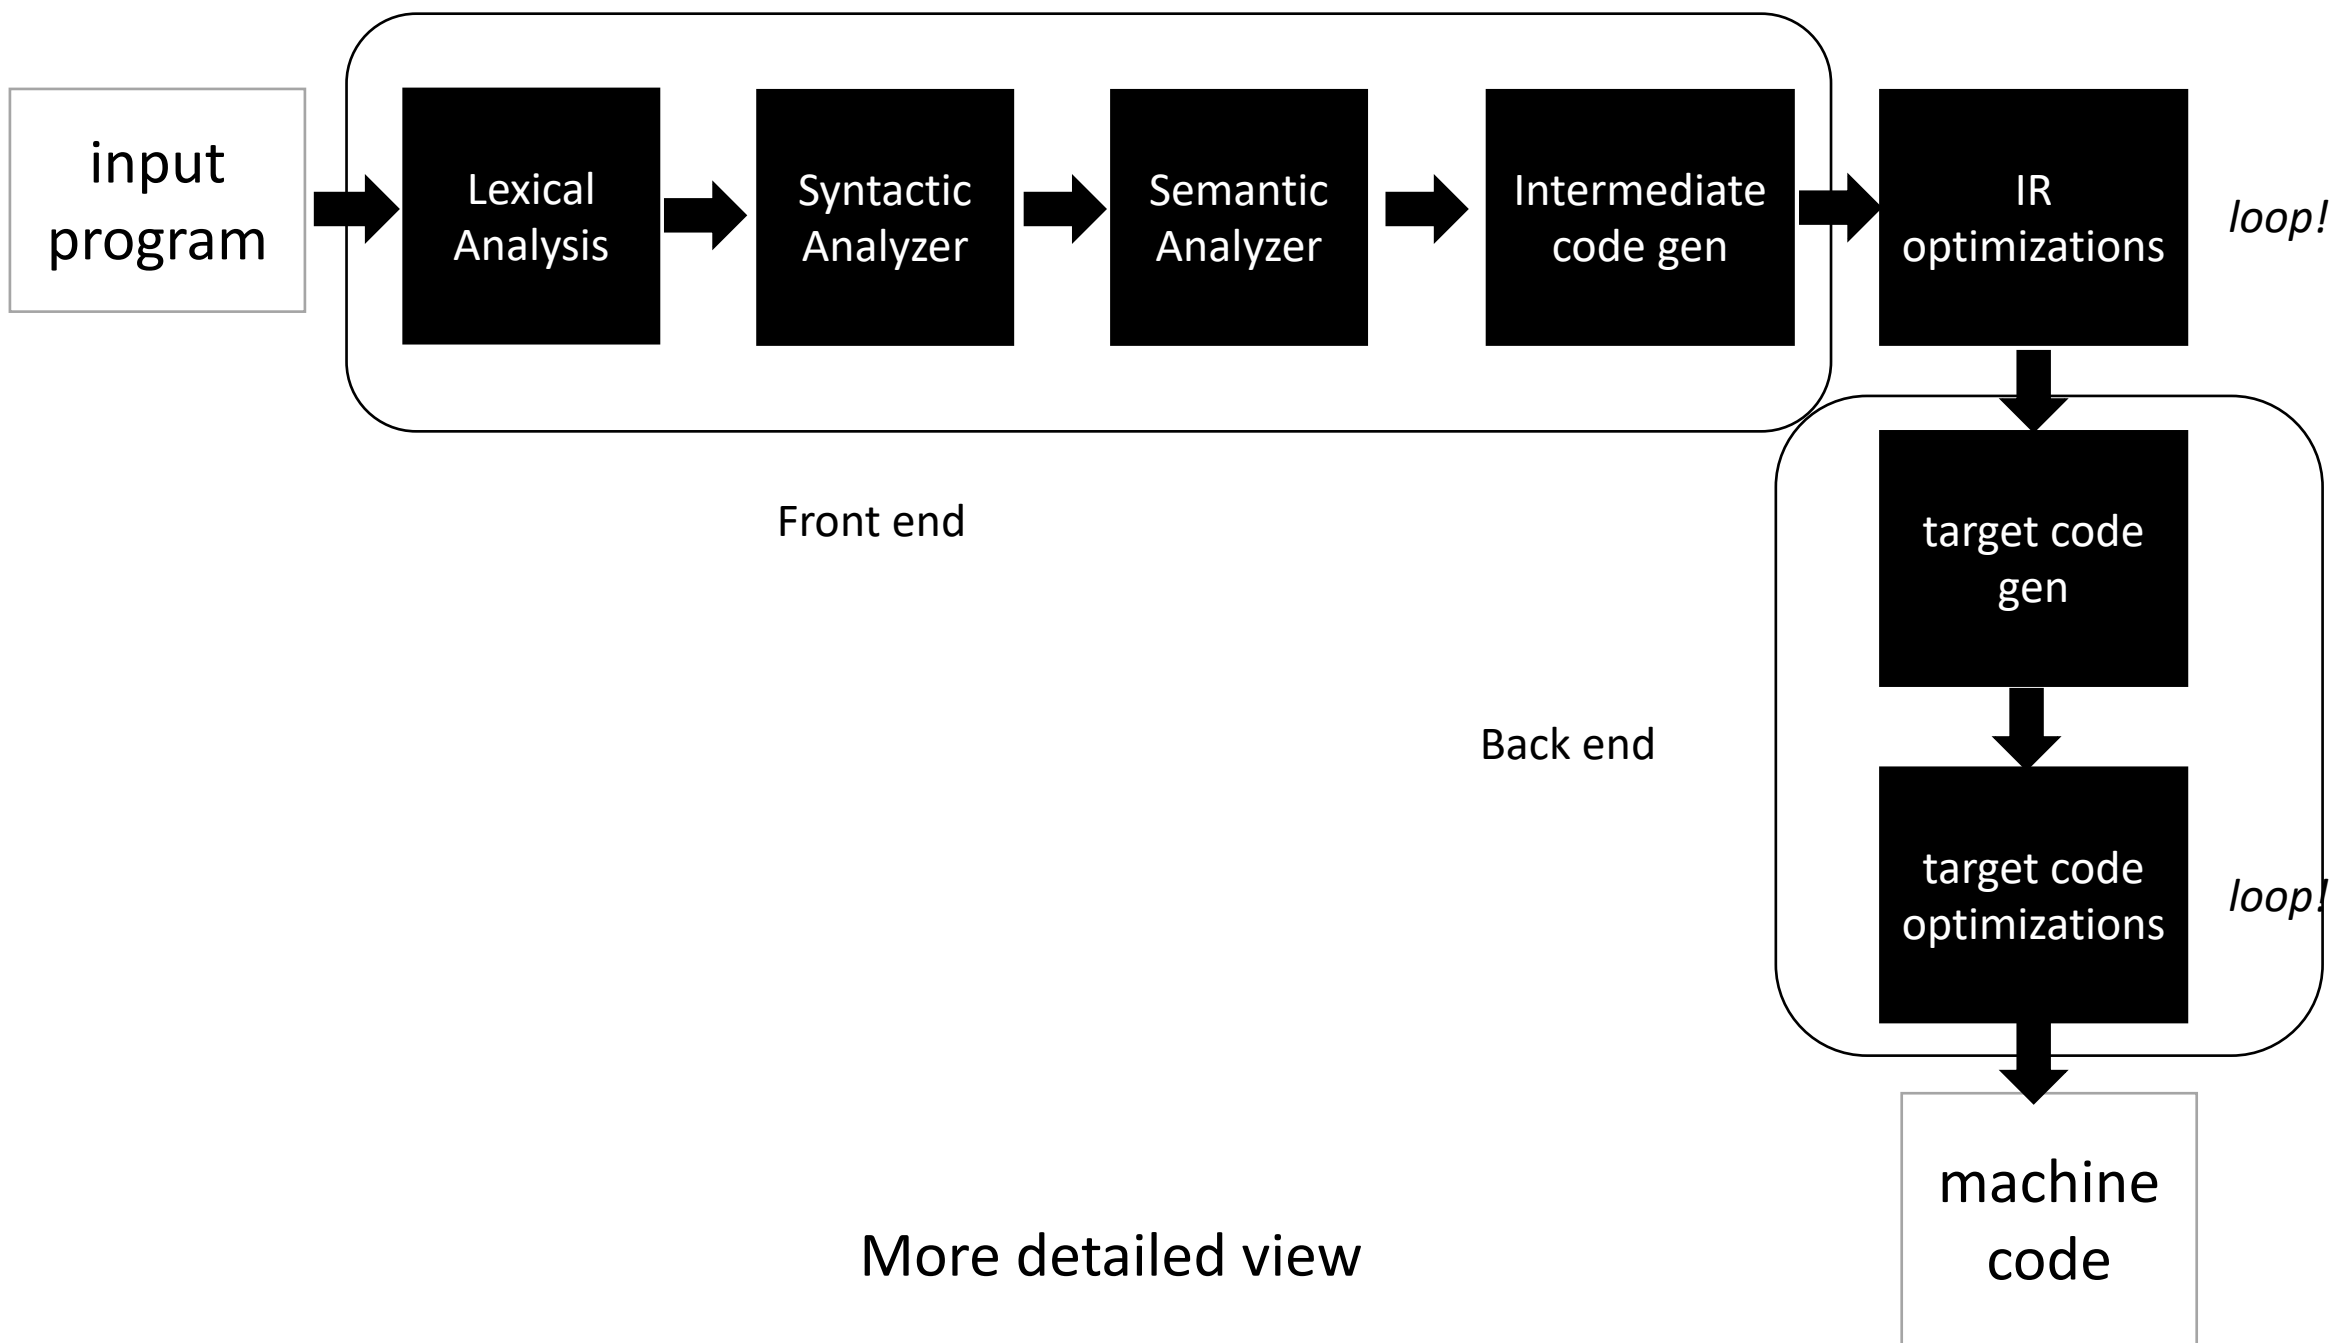 input
program
Lexical
Analysis
Syntactic
Analyzer
Semantic
Analyzer
Intermediate
code gen
IR
optimizations
loop!
Front end
target code
gen
Back end
target code
optimizations
loop!
machine
code
More detailed view